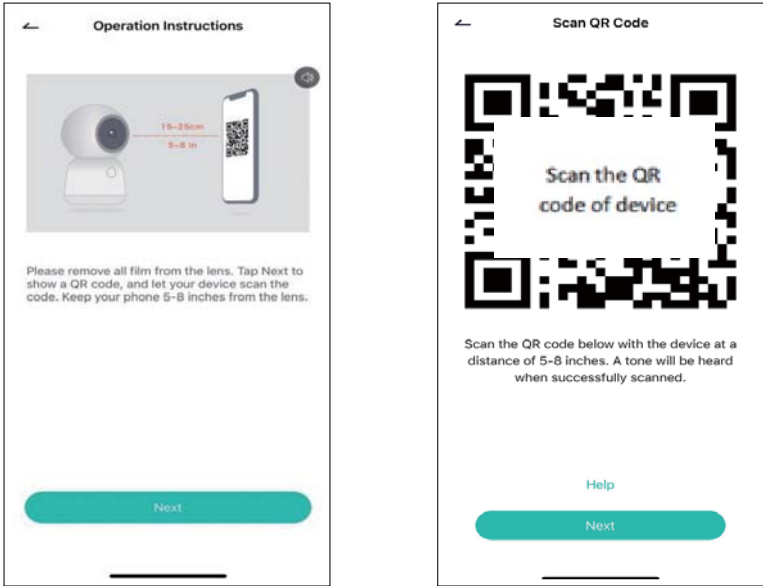 Operation Instructions
15-25cm
5-8 in
Please remove all film from the lens. Tap Next to
show a QR code, and let your device scan the
code. Keep your phone 5-8 inches from the lens.
Next
Scan QR Code
Scan the QR
code of device
Scan the QR code below with the device at a
distance of 5-8 inches. A tone will be heard
when successfully scanned.
Help
Next